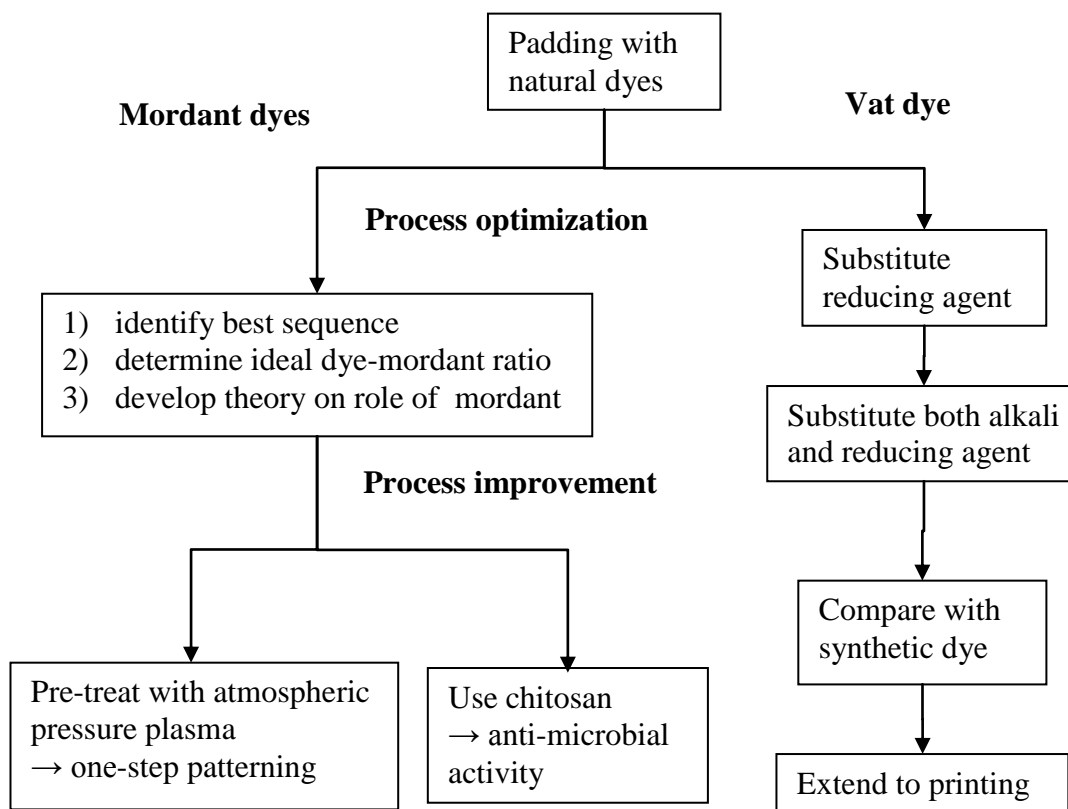 Padding with
natural dyes
Mordant dyes
Vat dye
Process optimization
1) identify best sequence
2) determine ideal dye-mordant ratio
3) develop theory on role of mordant
Substitute
reducing agent
Substitute both alkali
and reducing agent
Process improvement
Compare with
synthetic dye
Pre-treat with atmospheric
pressure plasma
→ one-step patterning
Use chitosan
→ anti-microbial
activity
Extend to printing